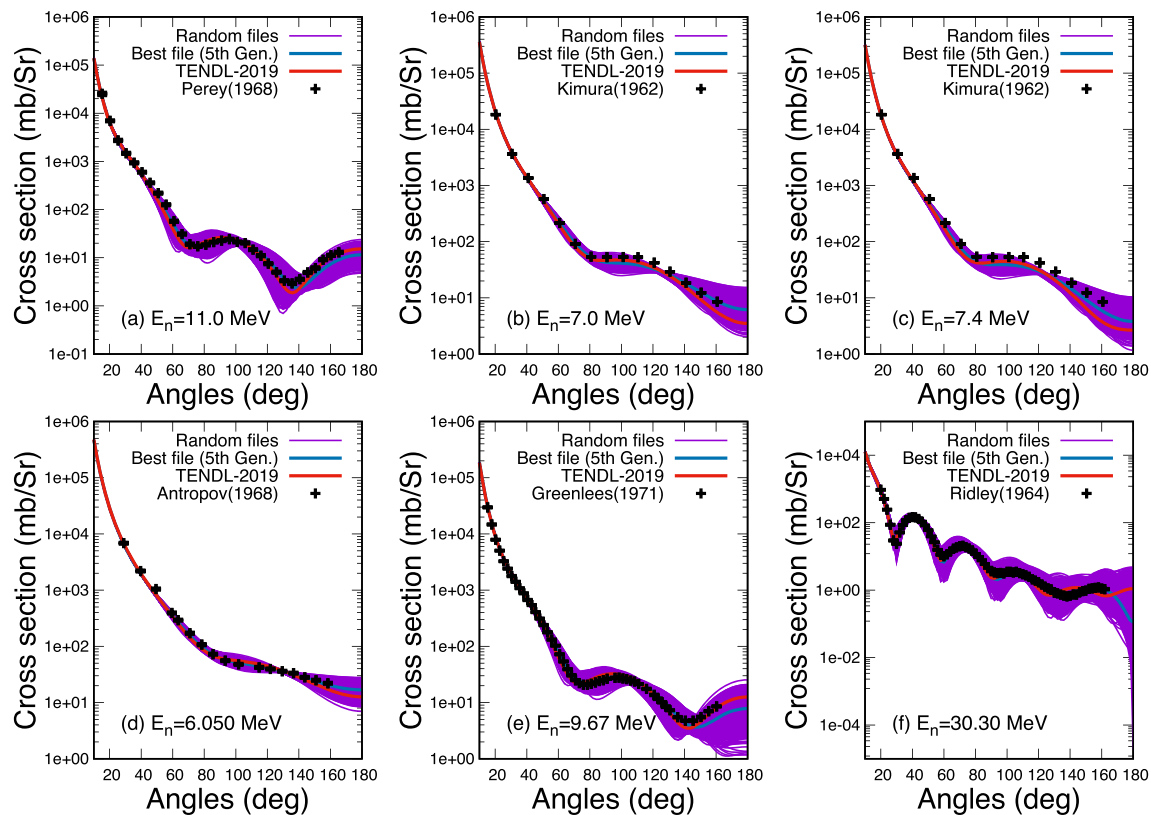 1e+06
1e+05
1e+04
1e+03
1e+02
1e+01
1e+00
1e-01
Cross section (mb/Sr)
Random files
Best file (5th Gen.)
TENDL-2019
Perey(1968)
(a) En=11.0 MeV
20 40 60 80 100 120 140 160 180
Angles (deg)
1e+06
1e+05
1e+04
1e+03
1e+02
1e+01
1e+00
Cross section (mb/Sr)
Random files
Best file (5th Gen.)
TENDL-2019
Kimura(1962)
(b) En=7.0 MeV
20 40 60 80 100 120 140 160 180
Angles (deg)
1e+06
1e+05
1e+04
1e+03
1e+02
1e+01
1e+00
Cross section (mb/Sr)
Random files
Best file (5th Gen.)
TENDL-2019
Kimura(1962)
(c) En=7.4 MeV
20 40 60 80 100 120 140 160 180
Angles (deg)
1e+06
1e+05
1e+04
1e+03
1e+02
1e+01
1e+00
Cross section (mb/Sr)
Random files
Best file (5th Gen.)
TENDL-2019
Antropov(1968)
(d) En=6.050 MeV
20 40 60 80 100 120 140 160 180
Angles (deg)
1e+06
1e+05
1e+04
1e+03
1e+02
1e+01
1e+00
Cross section (mb/Sr)
Random files
Best file (5th Gen.)
TENDL-2019
Greenlees(1971)
(e) En=9.67 MeV
20 40 60 80 100 120 140 160 180
Angles (deg)
1e+04
1e+02
1e+00
1e-02
1e-04
Cross section (mb/Sr)
Random files
Best file (5th Gen.)
TENDL-2019
Ridley(1964)
(f) En=30.30 MeV
20 40 60 80 100 120 140 160 180
Angles (deg)